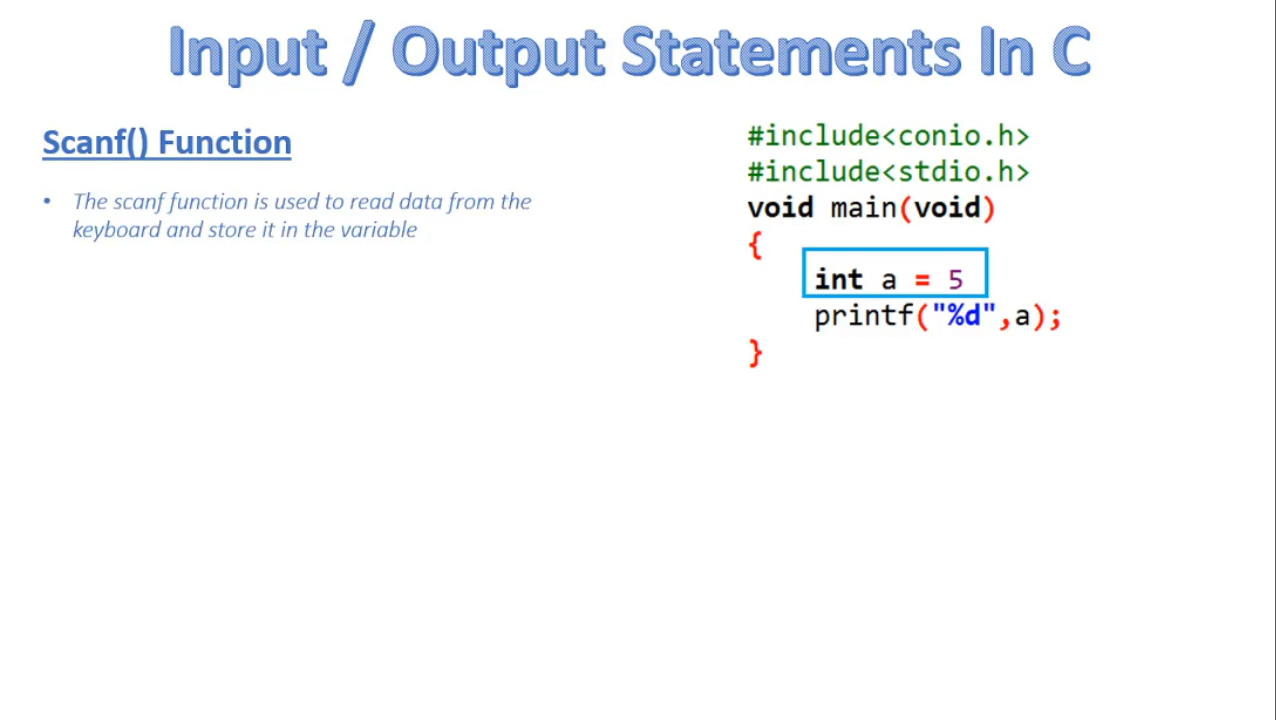 Input / Output Statements In C
Scanf() Function
• The scanf function is used to read data from the
keyboard and store it in the variable
#include<conio.h>
#include<stdio.h>
void main(void)
{
int a = 5
printf("%d",a);
}